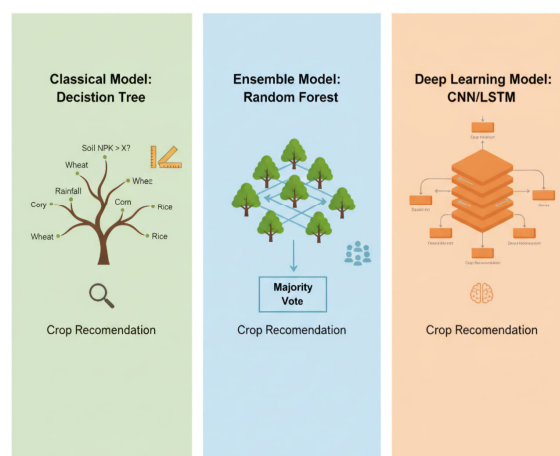 Classical Model:
Decistion Tree
Soil NPK > X?
Wheat
Whec
Rainfall
Cory
Corn
Rice
Wheat
Rice
Crop Recomendation
Ensemble Model:
Random Forest
Majority
Vote
Crop Recomendation
Deep Learning Model:
CNN/LSTM
Crop Recomendation